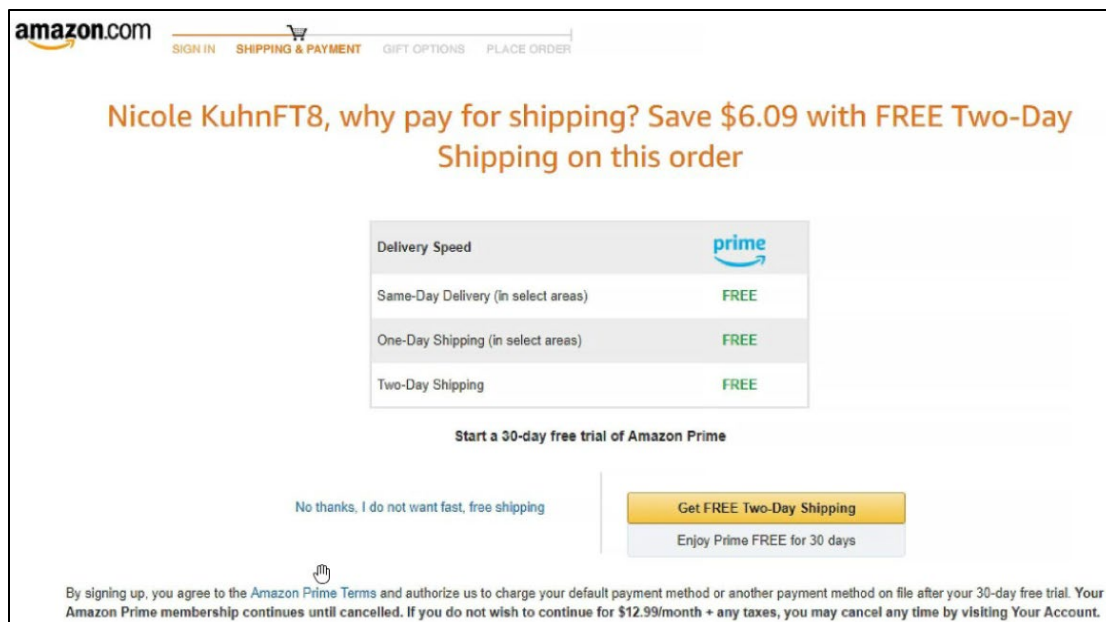 amazon.com
SIGN IN SHIPPING & PAYMENT GIFT OPTIONS PLACE ORDER
Nicole KuhnFT8, why pay for shipping? Save $6.09 with FREE Two-Day
Shipping on this order
Delivery Speed prime
Same-Day Delivery (in select areas) FREE
One-Day Shipping (in select areas) FREE
Two-Day Shipping FREE
Start a 30-day free trial of Amazon Prime
No thanks, I do not want fast, free shipping
Get FREE Two-Day Shipping
Enjoy Prime FREE for 30 days
By signing up, you agree to the Amazon Prime Terms and authorize us to charge your default payment method or another payment method on file after your 30-day free trial. Your
Amazon Prime membership continues until cancelled. If you do not wish to continue for $12.99/month + any taxes, you may cancel any time by visiting Your Account.